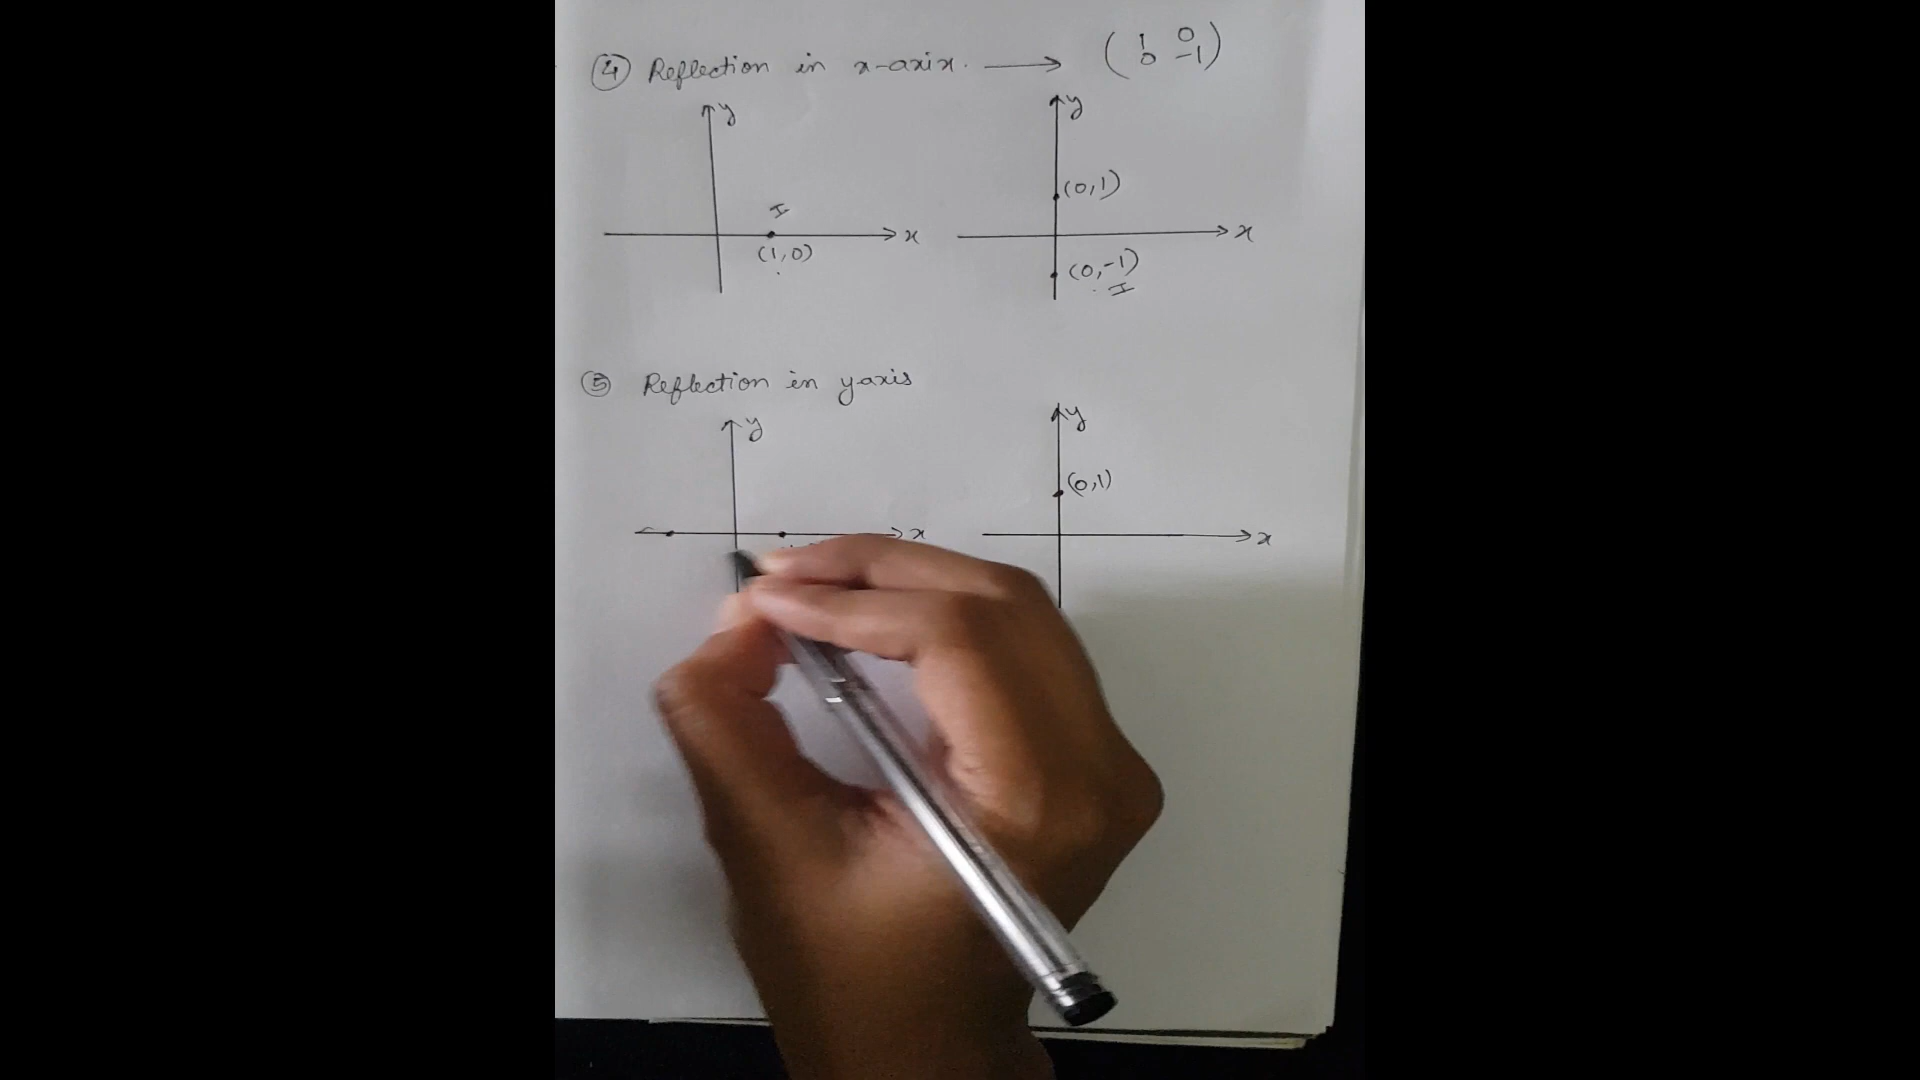 ④ Reflection in x-axix. ⟶ ( 1 0
0 -1 )
y y
(0,1)
I
x x
(1,0)
(0,-1)
I
⑤ Reflection in y-axis
y y
(0,1)
x x